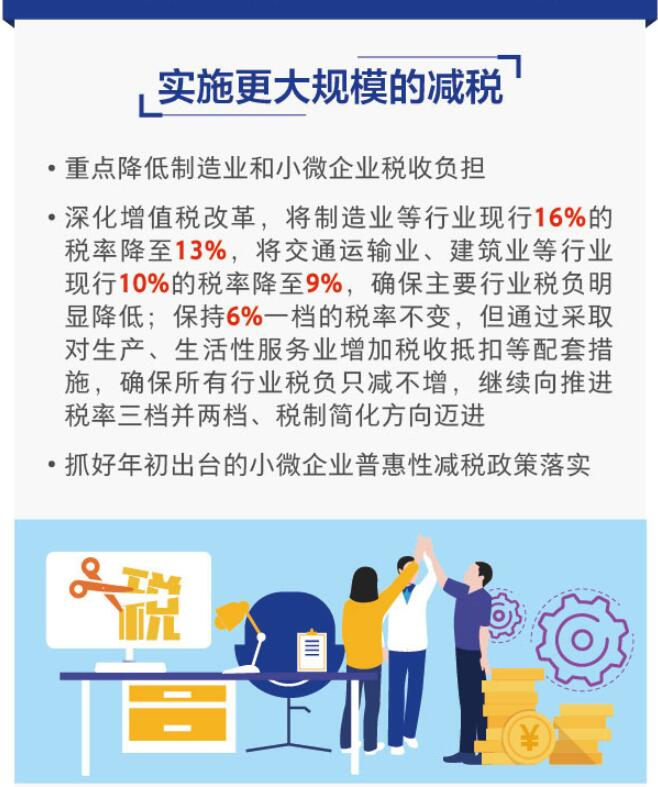 实施更大规模的减税
• 重点降低制造业和小微企业税收负担
• 深化增值税改革，将制造业等行业现行16%的
税率降至13%，将交通运输业、建筑业等行业
现行10%的税率降至9%，确保主要行业税负明
显降低；保持6%一档的税率不变，但通过采取
对生产、生活性服务业增加税收抵扣等配套措
施，确保所有行业税负只减不增，继续向推进
税率三档并两档、税制简化方向迈进
• 抓好年初出台的小微企业普惠性减税政策落实
税
¥